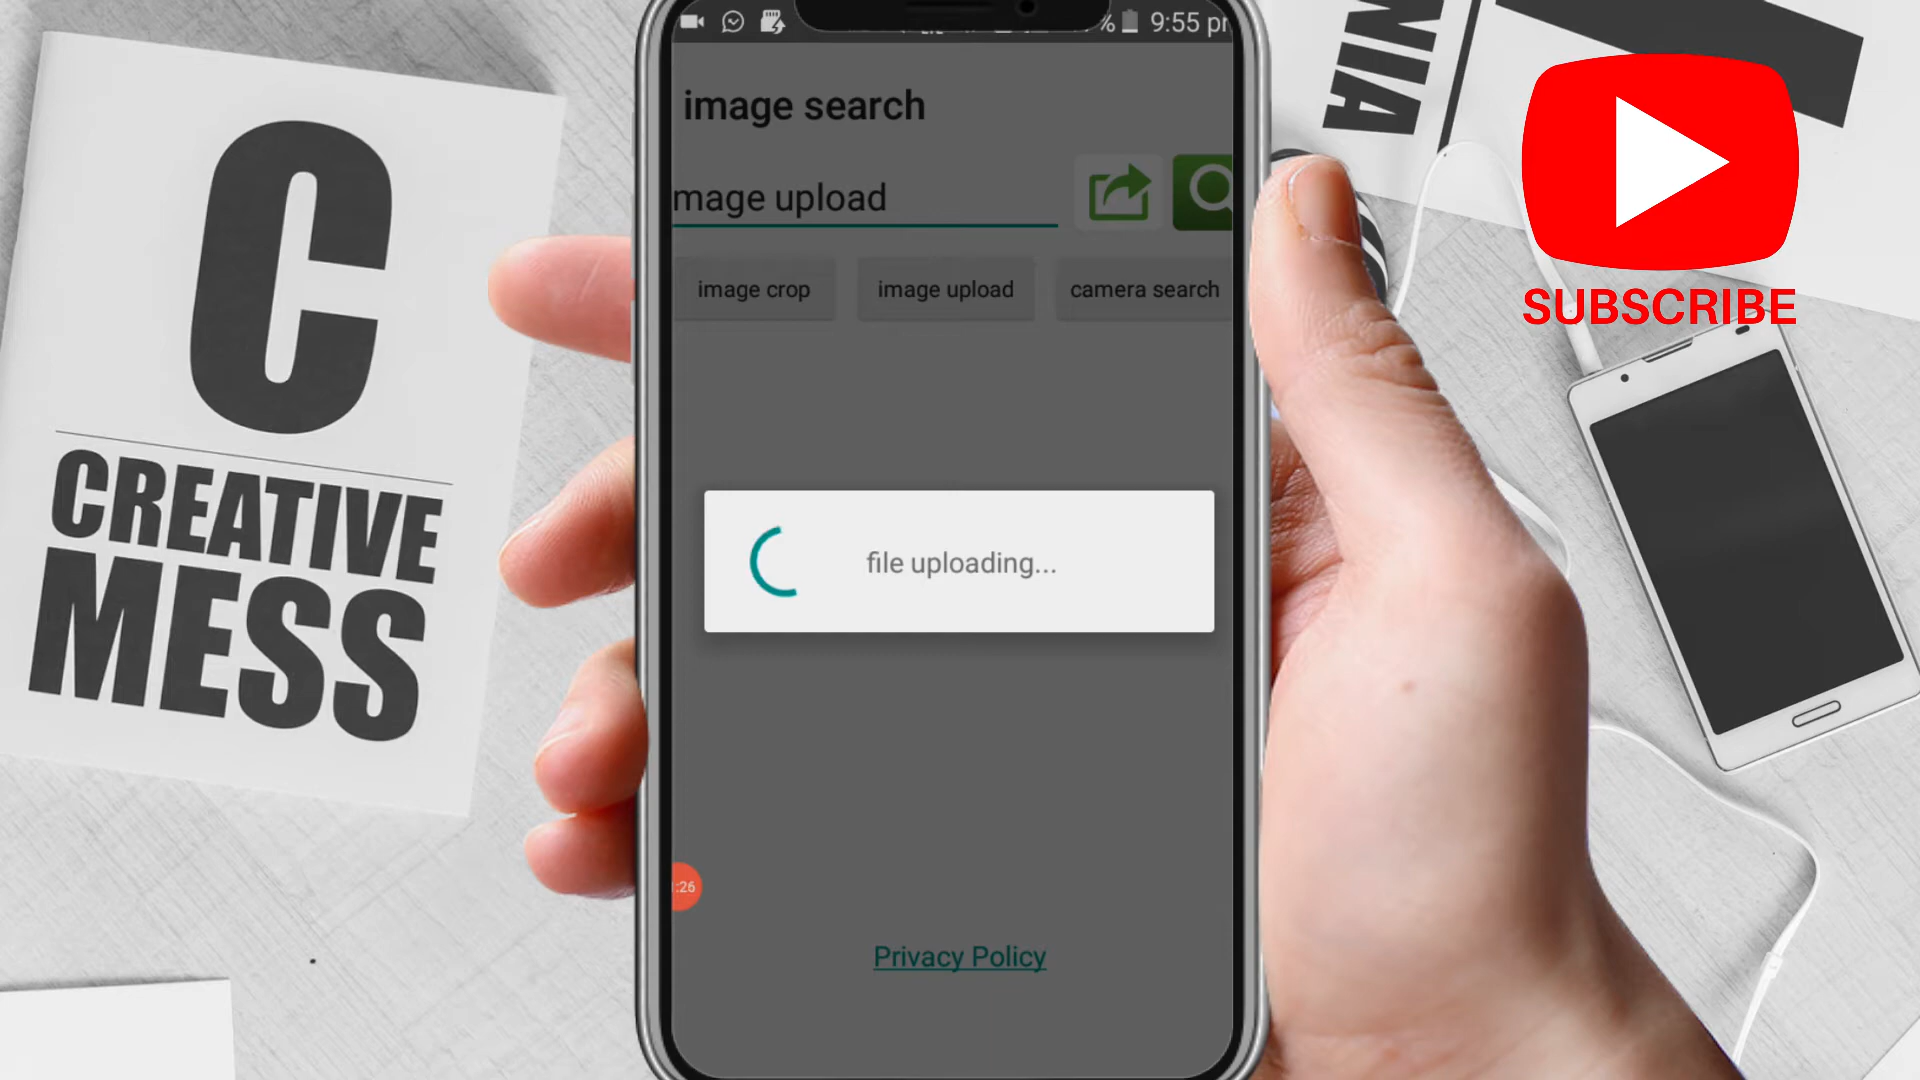 C
CREATIVE
MESS
NIA
% 9:55
image search
mage upload
image crop
image upload
camera search
file uploading...
:26
Privacy Policy
SUBSCRIBE